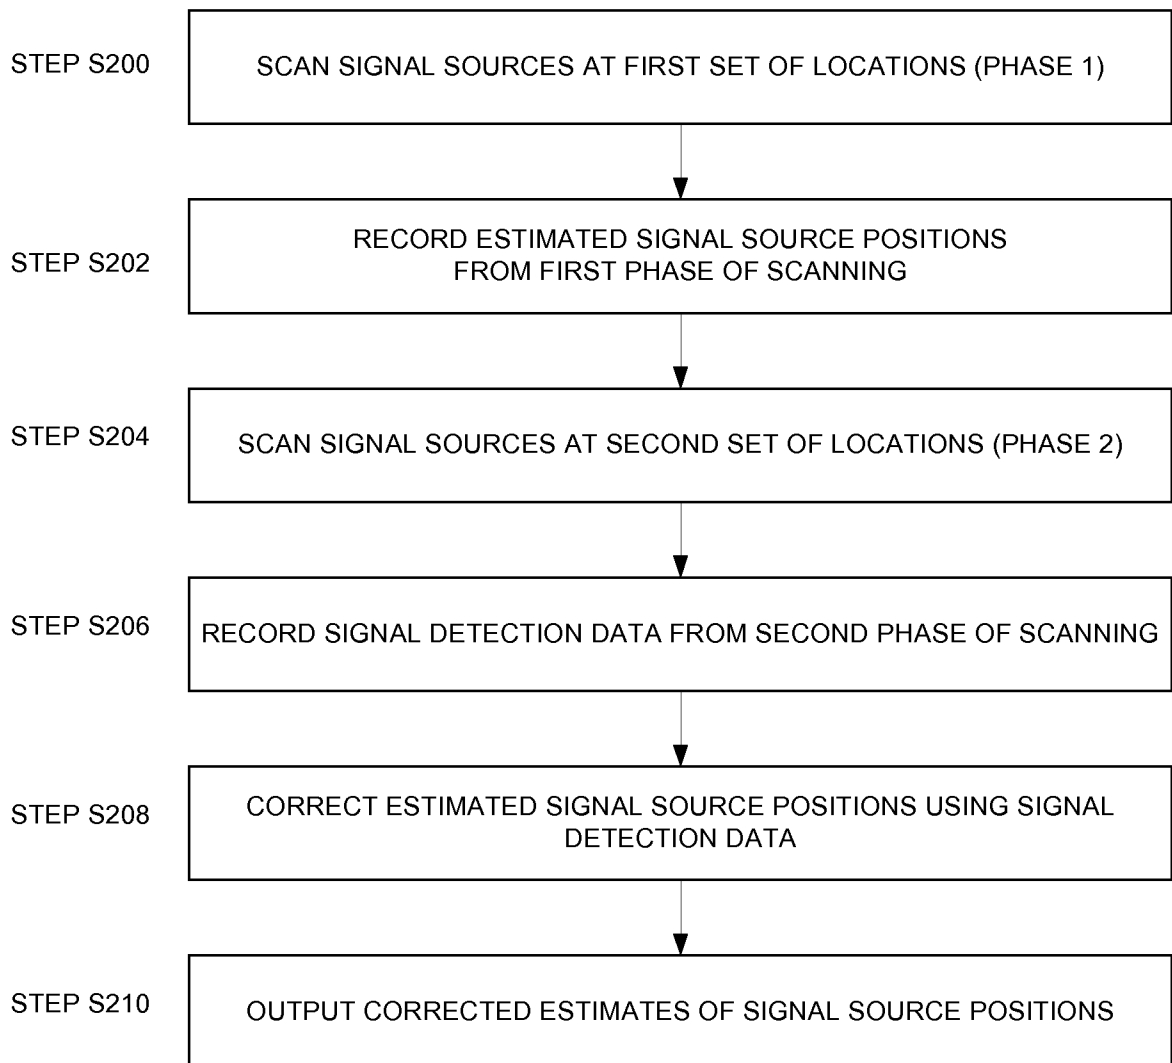 STEP S200
SCAN SIGNAL SOURCES AT FIRST SET OF LOCATIONS (PHASE 1)
STEP S202
RECORD ESTIMATED SIGNAL SOURCE POSITIONS
FROM FIRST PHASE OF SCANNING
STEP S204
SCAN SIGNAL SOURCES AT SECOND SET OF LOCATIONS (PHASE 2)
STEP S206
RECORD SIGNAL DETECTION DATA FROM SECOND PHASE OF SCANNING
STEP S208
CORRECT ESTIMATED SIGNAL SOURCE POSITIONS USING SIGNAL
DETECTION DATA
STEP S210
OUTPUT CORRECTED ESTIMATES OF SIGNAL SOURCE POSITIONS